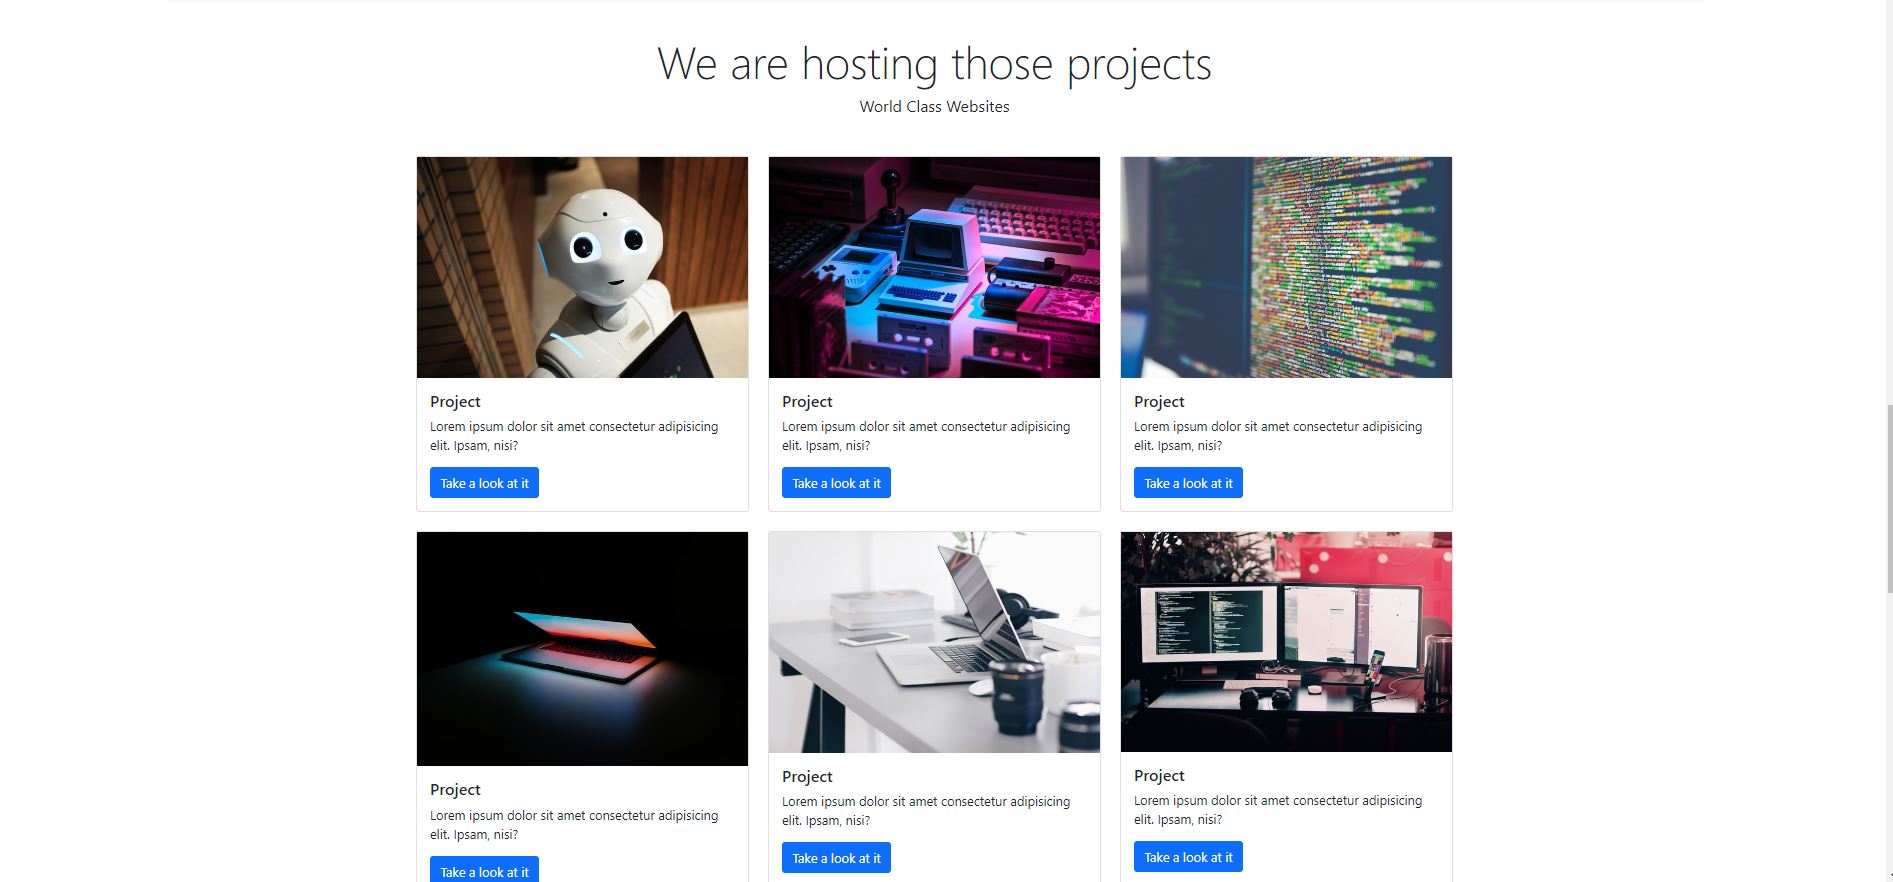 We are hosting those projects
World Class Websites
Project
Lorem ipsum dolor sit amet consectetur adipisicing
elit. Ipsam, nisi?
Take a look at it
Project
Lorem ipsum dolor sit amet consectetur adipisicing
elit. Ipsam, nisi?
Take a look at it
Project
Lorem ipsum dolor sit amet consectetur adipisicing
elit. Ipsam, nisi?
Take a look at it
Project
Lorem ipsum dolor sit amet consectetur adipisicing
elit. Ipsam, nisi?
Take a look at it
Project
Lorem ipsum dolor sit amet consectetur adipisicing
elit. Ipsam, nisi?
Take a look at it
Project
Lorem ipsum dolor sit amet consectetur adipisicing
elit. Ipsam, nisi?
Take a look at it